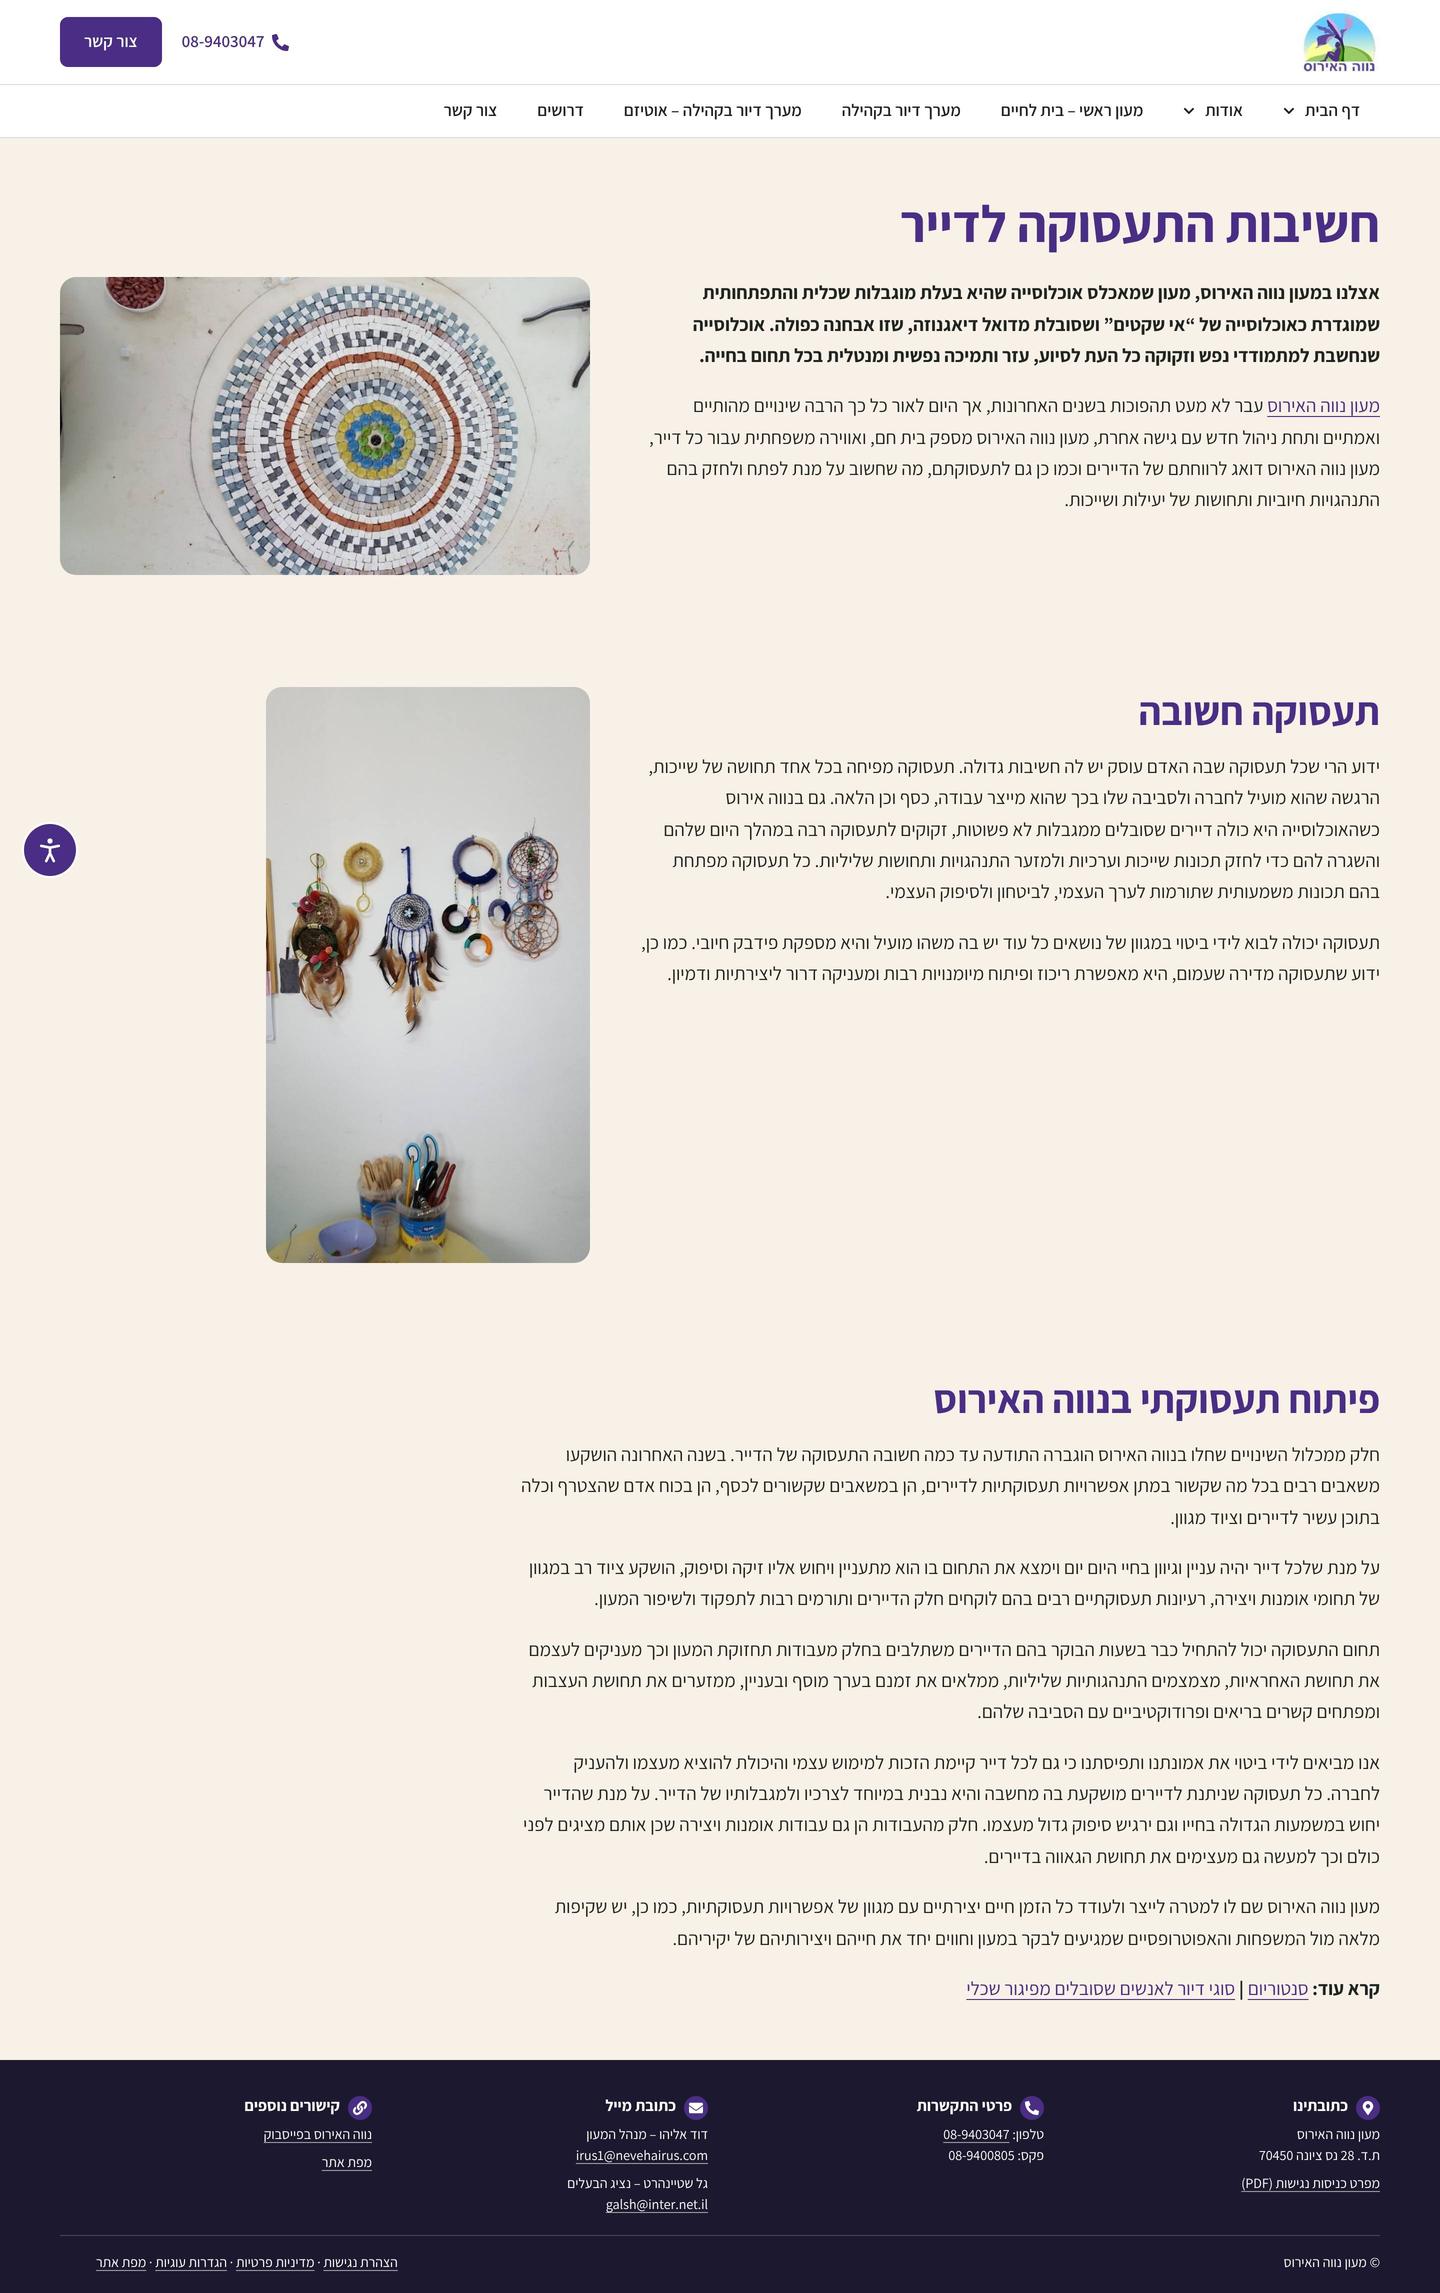 נווה האירוס
08-9403047
צור קשר
דף הבית
אודות
מעון ראשי – בית לחיים
מערך דיור בקהילה
מערך דיור בקהילה – אוטיזם
דרושים
צור קשר
חשיבות התעסוקה לדייר
אצלנו במעון נווה האירוס, מעון שמאכלס אוכלוסייה שהיא בעלת מוגבלות שכלית והתפתחותית
שמוגדרת כאוכלוסייה של “אי שקטים” ושסובלת מדואל דיאגנוזה, שזו אבחנה כפולה. אוכלוסייה
שנחשבת למתמודדי נפש וזקוקה כל העת לסיוע, עזר ותמיכה נפשית ומנטלית בכל תחום בחייה.
מעון נווה האירוס עבר לא מעט תהפוכות בשנים האחרונות, אך היום לאור כל כך הרבה שינויים מהותיים
ואמתיים ותחת ניהול חדש עם גישה אחרת, מעון נווה האירוס מספק בית חם, ואווירה משפחתית עבור כל דייר,
מעון נווה האירוס דואג לרווחתם של הדיירים וכמו כן גם לתעסוקתם, מה שחשוב על מנת לפתח ולחזק בהם
התנהגויות חיוביות ותחושות של יעילות ושייכות.
תעסוקה חשובה
ידוע הרי שכל תעסוקה שבה האדם עוסק יש לה חשיבות גדולה. תעסוקה מפיחה בכל אחד תחושה של שייכות,
הרגשה שהוא מועיל לחברה ולסביבה שלו בכך שהוא מייצר עבודה, כסף וכן הלאה. גם בנווה אירוס
כשהאוכלוסייה היא כולה דיירים שסובלים ממגבלות לא פשוטות, זקוקים לתעסוקה רבה במהלך היום שלהם
והשגרה להם כדי לחזק תכונות שייכות וערכיות ולמזער התנהגויות ותחושות שליליות. כל תעסוקה מפתחת
בהם תכונות משמעותית שתורמות לערך העצמי, לביטחון ולסיפוק העצמי.
תעסוקה יכולה לבוא לידי ביטוי במגוון של נושאים כל עוד יש בה משהו מועיל והיא מספקת פידבק חיובי. כמו כן,
ידוע שתעסוקה מדירה שעמום, היא מאפשרת ריכוז ופיתוח מיומנויות רבות ומעניקה דרור ליצירתיות ודמיון.
פיתוח תעסוקתי בנווה האירוס
חלק ממכלול השינויים שחלו בנווה האירוס הוגברה התודעה עד כמה חשובה התעסוקה של הדייר. בשנה האחרונה הושקעו
משאבים רבים בכל מה שקשור במתן אפשרויות תעסוקתיות לדיירים, הן במשאבים שקשורים לכסף, הן בכוח אדם שהצטרף וכלה
בתוכן עשיר לדיירים וציוד מגוון.
על מנת שלכל דייר יהיה עניין וגיוון בחיי היום יום וימצא את התחום בו הוא מתעניין ויחוש אליו זיקה וסיפוק, הושקע ציוד רב במגוון
של תחומי אומנות ויצירה, רעיונות תעסוקתיים רבים בהם לוקחים חלק הדיירים ותורמים רבות לתפקוד ולשיפור המעון.
תחום התעסוקה יכול להתחיל כבר בשעות הבוקר בהם הדיירים משתלבים בחלק מעבודות תחזוקת המעון וכך מעניקים לעצמם
את תחושת האחראיות, מצמצמים התנהגותיות שליליות, ממלאים את זמנם בערך מוסף ובעניין, ממזערים את תחושת העצבות
ומפתחים קשרים בריאים ופרודוקטיביים עם הסביבה שלהם.
אנו מביאים לידי ביטוי את אמונתנו ותפיסתנו כי גם לכל דייר קיימת הזכות למימוש עצמי והיכולת להוציא מעצמו ולהעניק
לחברה. כל תעסוקה שניתנת לדיירים מושקעת בה מחשבה והיא נבנית במיוחד לצרכיו ולמגבלותיו של הדייר. על מנת שהדייר
יחוש במשמעות הגדולה בחייו וגם ירגיש סיפוק גדול מעצמו. חלק מהעבודות הן גם עבודות אומנות ויצירה שכן אותם מציגים לפני
כולם וכך למעשה גם מעצימים את תחושת הגאווה בדיירים.
מעון נווה האירוס שם לו למטרה לייצר ולעודד כל הזמן חיים יצירתיים עם מגוון של אפשרויות תעסוקתיות, כמו כן, יש שקיפות
מלאה מול המשפחות והאפוטרופסיים שמגיעים לבקר במעון וחווים יחד את חייהם ויצירותיהם של יקיריהם.
קרא עוד: סנטוריום | סוגי דיור לאנשים שסובלים מפיגור שכלי
כתובתינו
מעון נווה האירוס
ת.ד. 28 נס ציונה 70450
מפרט כניסות נגישות (PDF)
פרטי התקשרות
טלפון: 08-9403047
פקס: 08-9400805
כתובת מייל
דוד אליהו – מנהל המעון
irus1@nevehairus.com
גל שטיינהרט – נציג הבעלים
galsh@inter.net.il
קישורים נוספים
נווה האירוס בפייסבוק
מפת אתר
© מעון נווה האירוס
הצהרת נגישות · מדיניות פרטיות · הגדרות עוגיות · מפת אתר